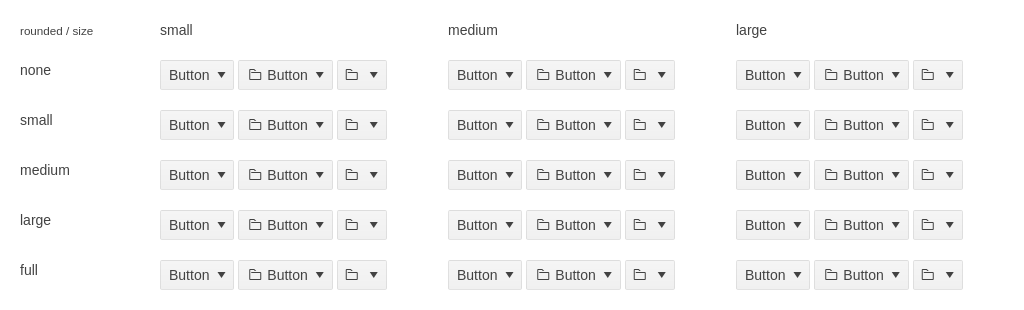 rounded / size small medium large
none Button Button Button Button Button Button
small Button Button Button Button Button Button
medium Button Button Button Button Button Button
large Button Button Button Button Button Button
full Button Button Button Button Button Button